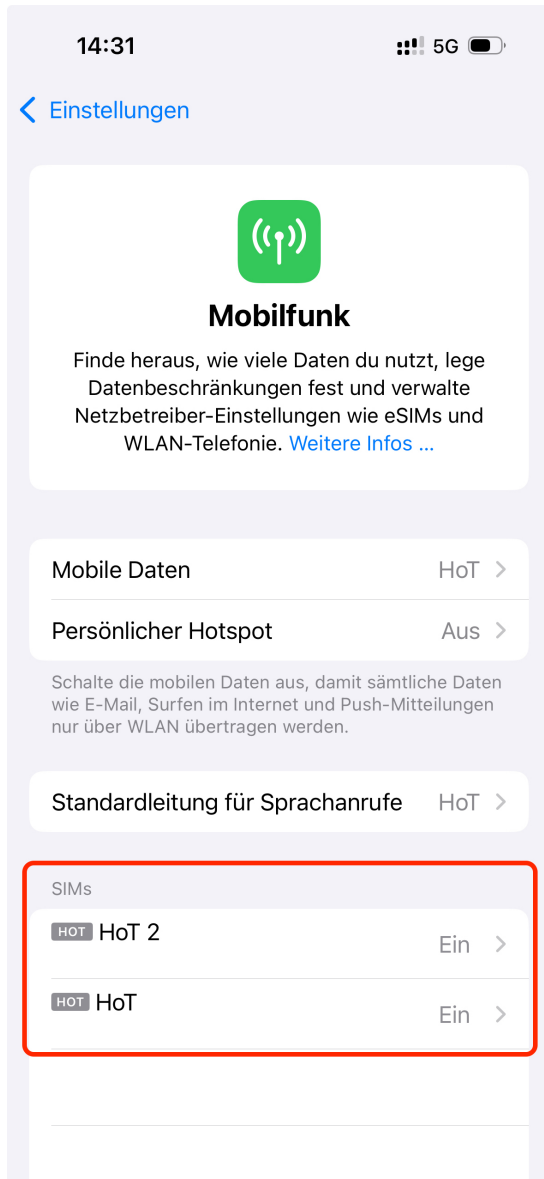 14:31
5G
Einstellungen
Mobilfunk
Finde heraus, wie viele Daten du nutzt, lege
Datenbeschränkungen fest und verwalte
Netzbetreiber-Einstellungen wie eSIMs und
WLAN-Telefonie. Weitere Infos ...
Mobile Daten HoT
Persönlicher Hotspot Aus
Schalte die mobilen Daten aus, damit sämtliche Daten
wie E-Mail, Surfen im Internet und Push-Mitteilungen
nur über WLAN übertragen werden.
Standardleitung für Sprachanrufe HoT
SIMs
HOT HoT 2
Ein
HOT HoT
Ein